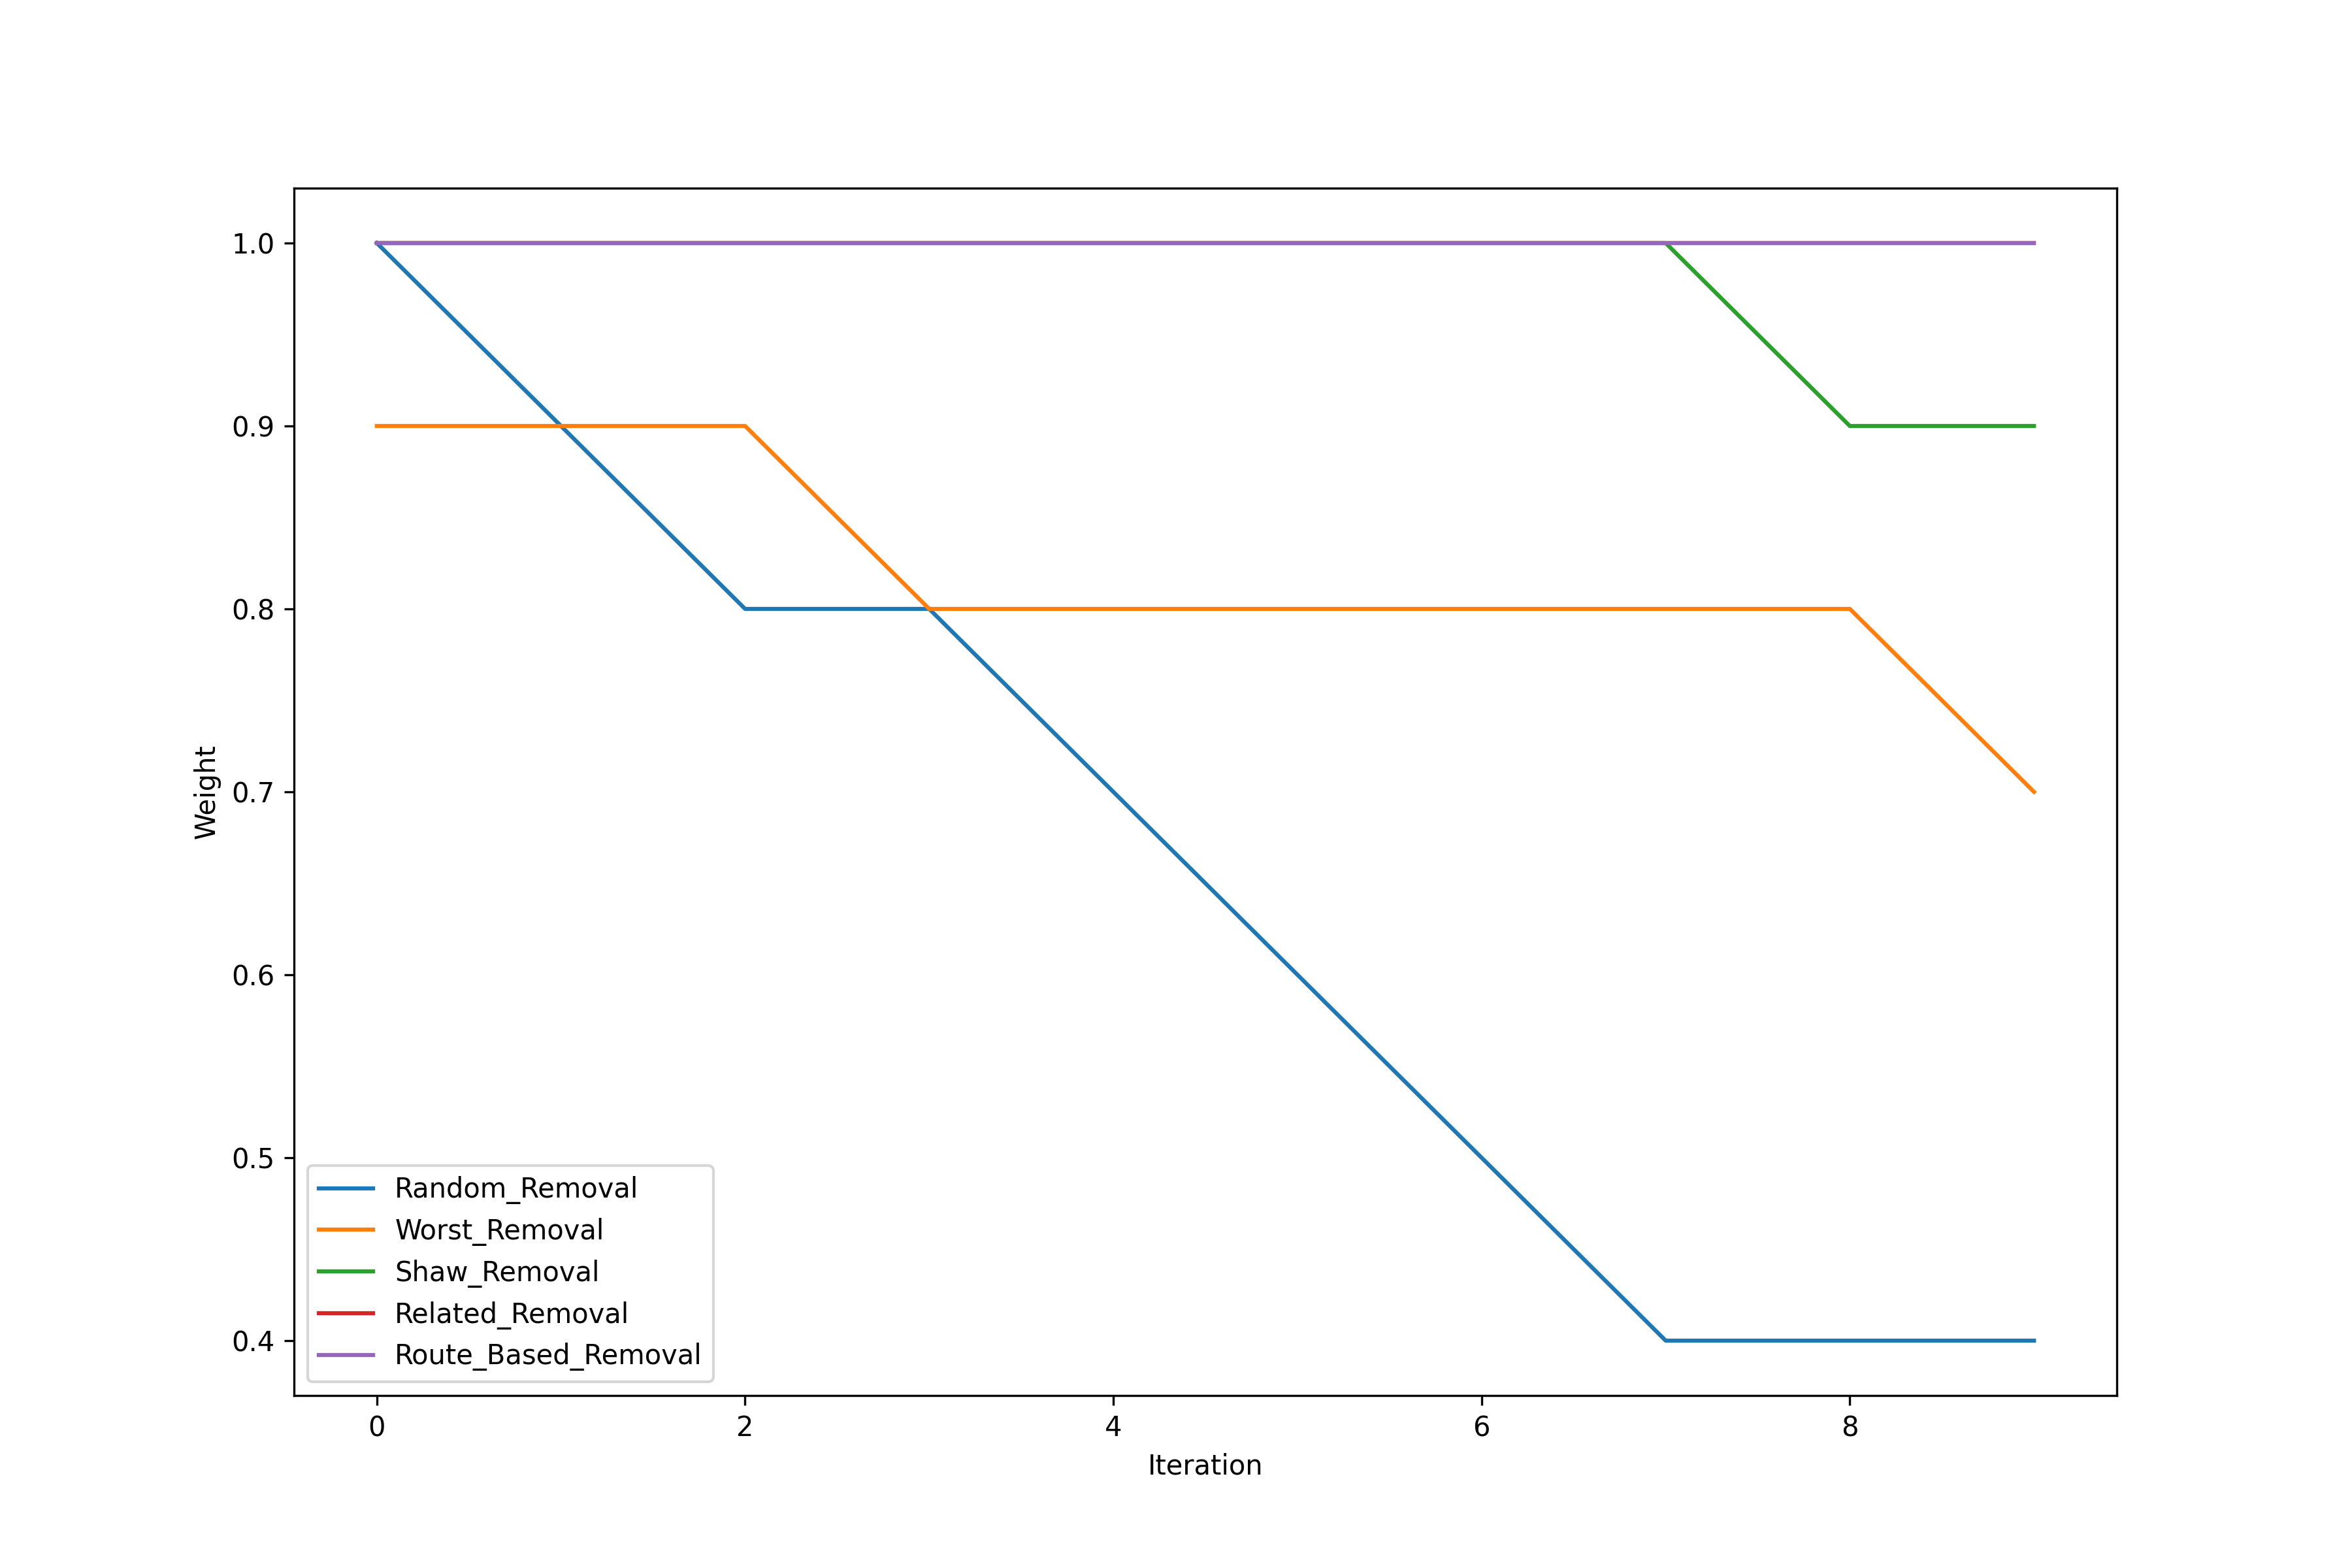 1.0
0.9
0.8
0.7
0.6
0.5
0.4
Weight
Random_Removal
Worst_Removal
Shaw_Removal
Related_Removal
Route_Based_Removal
0 2 4 6 8
Iteration